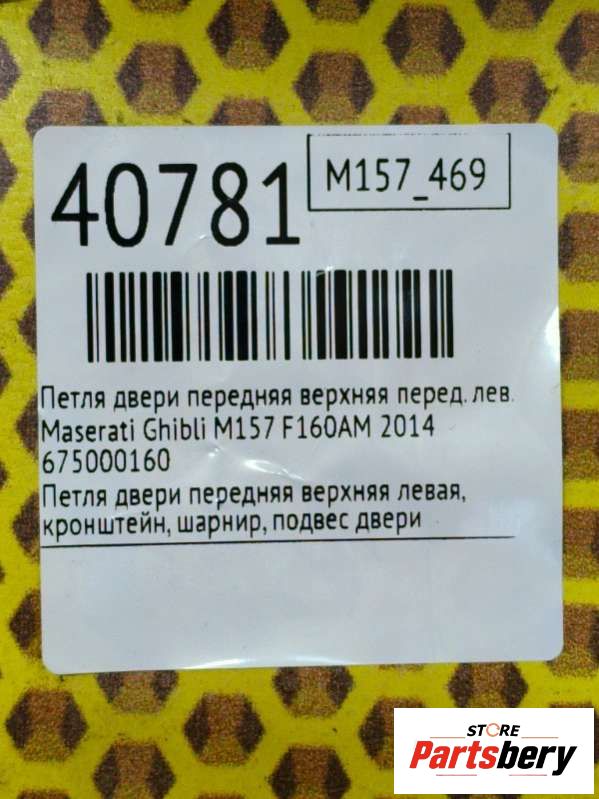 40781
M157_469
Петля двери передняя верхняя перед. лев.
Maserati Ghibli M157 F160AM 2014
675000160
Петля двери передняя верхняя левая,
кронштейн, шарнир, подвес двери
STORE
Partsbery